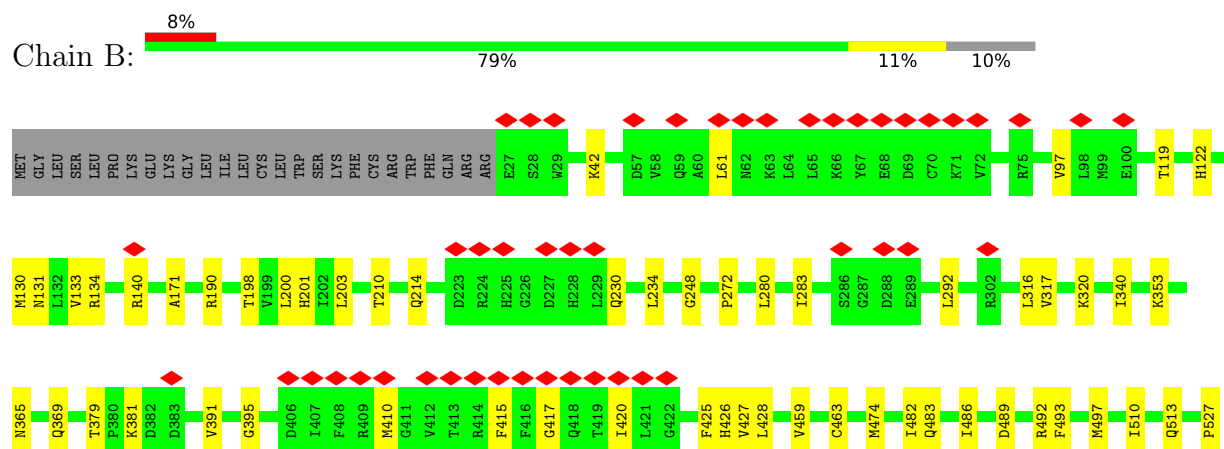 8%
Chain B:
79% 11% 10%
MET GLY LEU SER LEU PRO LYS GLU LYS GLY LEU ILE LEU CYS LEU TRP SER LYS PHE CYS ARG TRP PHE GLN ARG ARG E27 S28 W29 K42 D57 V58 Q59 A60 L61 N62 K63 L64 L65 K66 Y67 E68 D69 C70 K71 V72 R75 V97 L98 M99 E100 T119 H122
M130 N131 L132 V133 R134 R140 A171 R190 T198 V199 L200 H201 I202 L203 T210 Q214 D223 R224 H225 G226 D227 H228 L229 Q230 L234 G248 P272 L280 I283 S286 G287 D288 E289 L292 R302 L316 V317 K320 I340 K353
N365 Q369 T379 P380 K381 D382 D383 V391 G395 D406 I407 F408 R409 M410 G411 V412 T413 R414 F415 F416 G417 Q418 T419 I420 L421 G422 F425 H426 V427 L428 V459 C463 M474 I482 Q483 I486 D489 R492 F493 M497 I510 Q513 P527